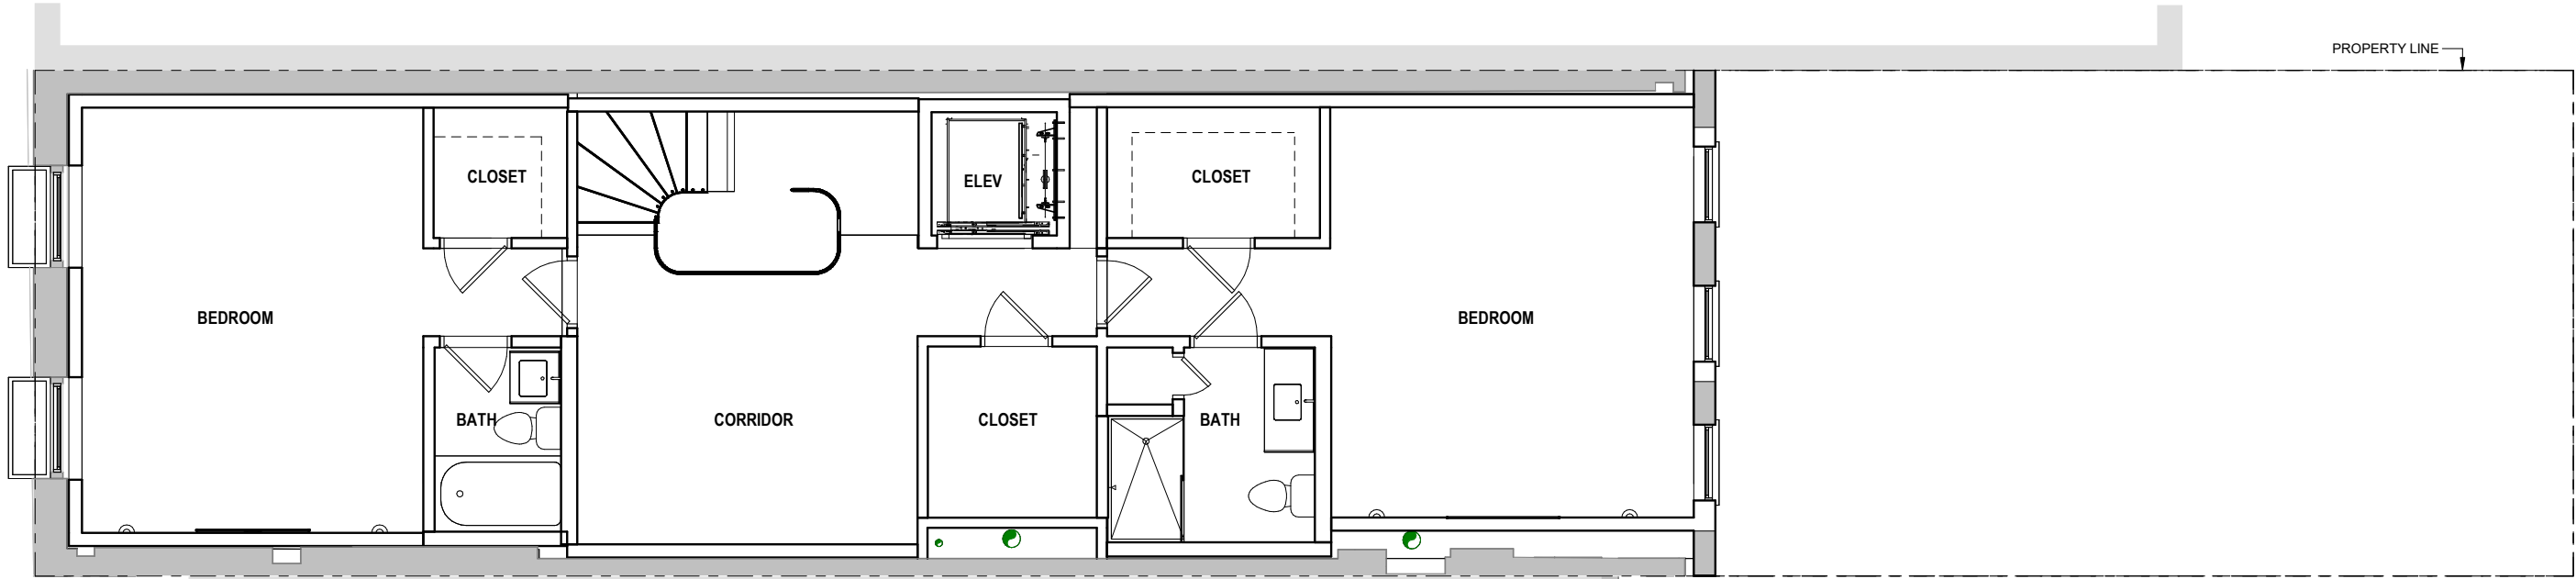 PROPERTY LINE
CLOSET
ELEV
CLOSET
BEDROOM
BEDROOM
BATH
CORRIDOR
CLOSET
BATH